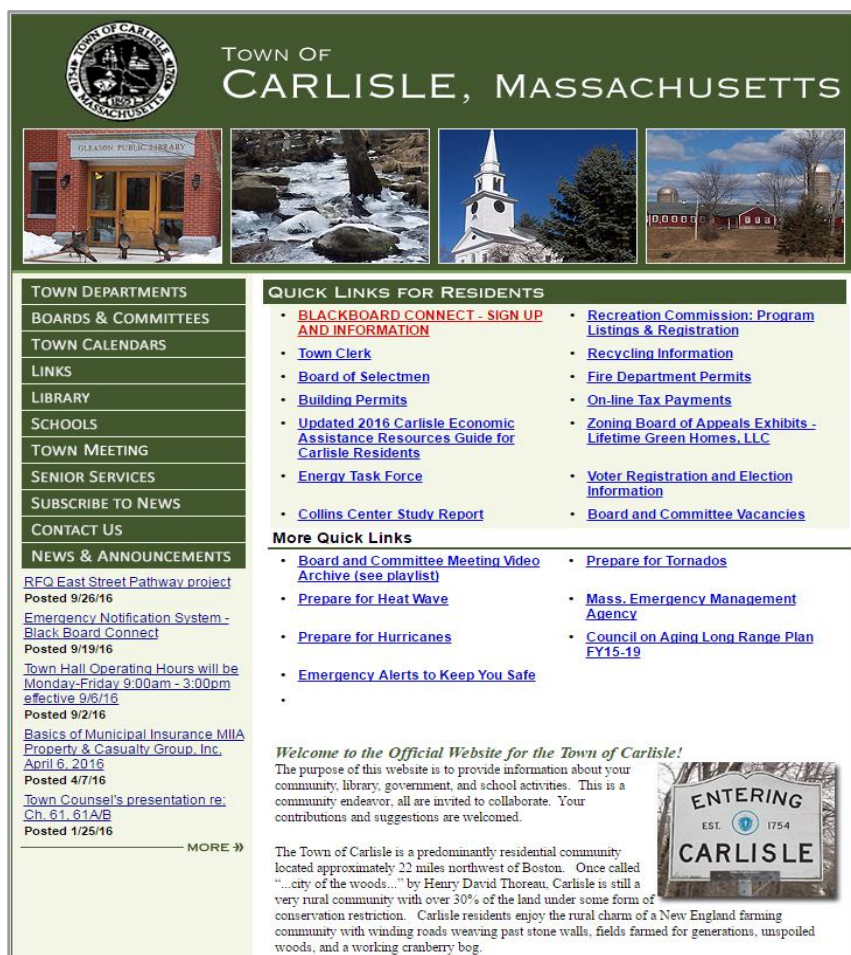 TOWN OF CARLISLE
1754 1780
1805
MASSACHUSETTS
TOWN OF
CARLISLE, MASSACHUSETTS
GLEASON PUBLIC LIBRARY
TOWN DEPARTMENTS
BOARDS & COMMITTEES
TOWN CALENDARS
LINKS
LIBRARY
SCHOOLS
TOWN MEETING
SENIOR SERVICES
SUBSCRIBE TO NEWS
CONTACT US
NEWS & ANNOUNCEMENTS
RFQ East Street Pathway project
Posted 9/26/16
Emergency Notification System -
Black Board Connect
Posted 9/19/16
Town Hall Operating Hours will be
Monday-Friday 9:00am - 3:00pm
effective 9/6/16
Posted 9/2/16
Basics of Municipal Insurance MIIA
Property & Casualty Group, Inc.
April 6, 2016
Posted 4/7/16
Town Counsel's presentation re:
Ch. 61, 61A/B
Posted 1/25/16
MORE
QUICK LINKS FOR RESIDENTS
• BLACKBOARD CONNECT - SIGN UP
AND INFORMATION
• Town Clerk
• Board of Selectmen
• Building Permits
• Updated 2016 Carlisle Economic
Assistance Resources Guide for
Carlisle Residents
• Energy Task Force
• Collins Center Study Report
• Recreation Commission: Program
Listings & Registration
• Recycling Information
• Fire Department Permits
• On-line Tax Payments
• Zoning Board of Appeals Exhibits -
Lifetime Green Homes, LLC
• Voter Registration and Election
Information
• Board and Committee Vacancies
More Quick Links
• Board and Committee Meeting Video
Archive (see playlist)
• Prepare for Heat Wave
• Prepare for Hurricanes
• Emergency Alerts to Keep You Safe
•
• Prepare for Tornados
• Mass. Emergency Management
Agency
• Council on Aging Long Range Plan
FY15-19
Welcome to the Official Website for the Town of Carlisle!
The purpose of this website is to provide information about your
community, library, government, and school activities. This is a
community endeavor, all are invited to collaborate. Your
contributions and suggestions are welcomed.
The Town of Carlisle is a predominantly residential community
located approximately 22 miles northwest of Boston. Once called
"...city of the woods..." by Henry David Thoreau, Carlisle is still a
very rural community with over 30% of the land under some form of
conservation restriction. Carlisle residents enjoy the rural charm of a New England farming
community with winding roads weaving past stone walls, fields farmed for generations, unspoiled
woods, and a working cranberry bog.
ENTERING
EST. 1754
CARLISLE